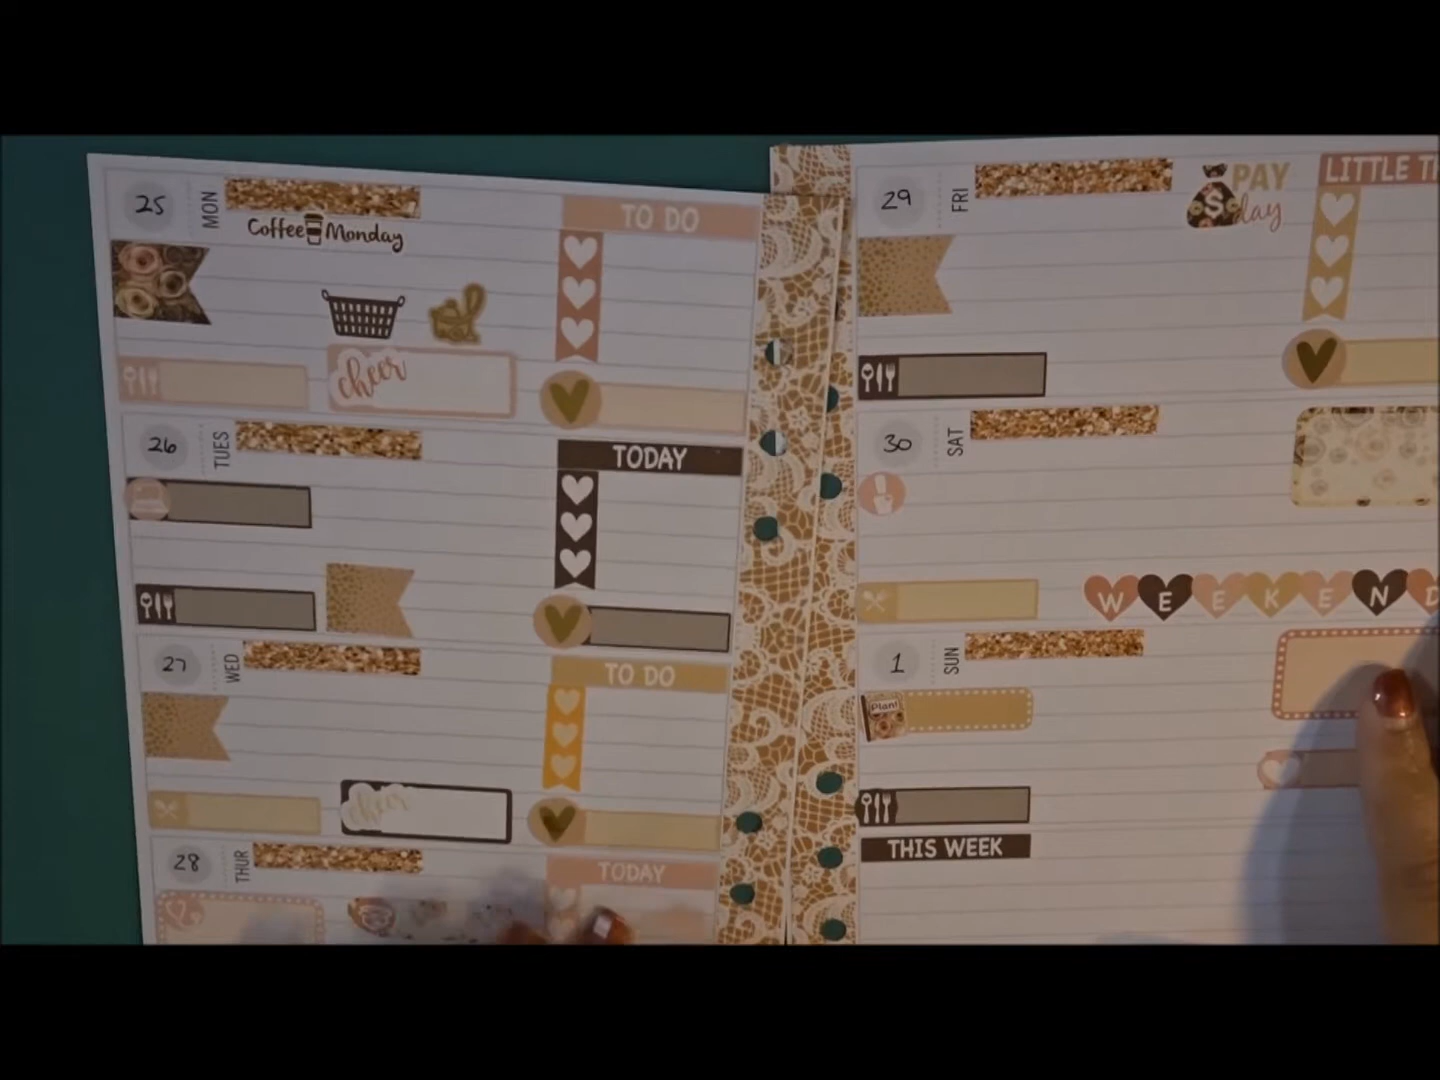 25 MON
Coffee Monday
TO DO
cheer
26 TUES
TODAY
27 WED
TO DO
cheer
28 THUR
TODAY
29 FRI
PAY
$
day
LITTLE TH
30 SAT
WEEKEND
1 SUN
Plant
THIS WEEK